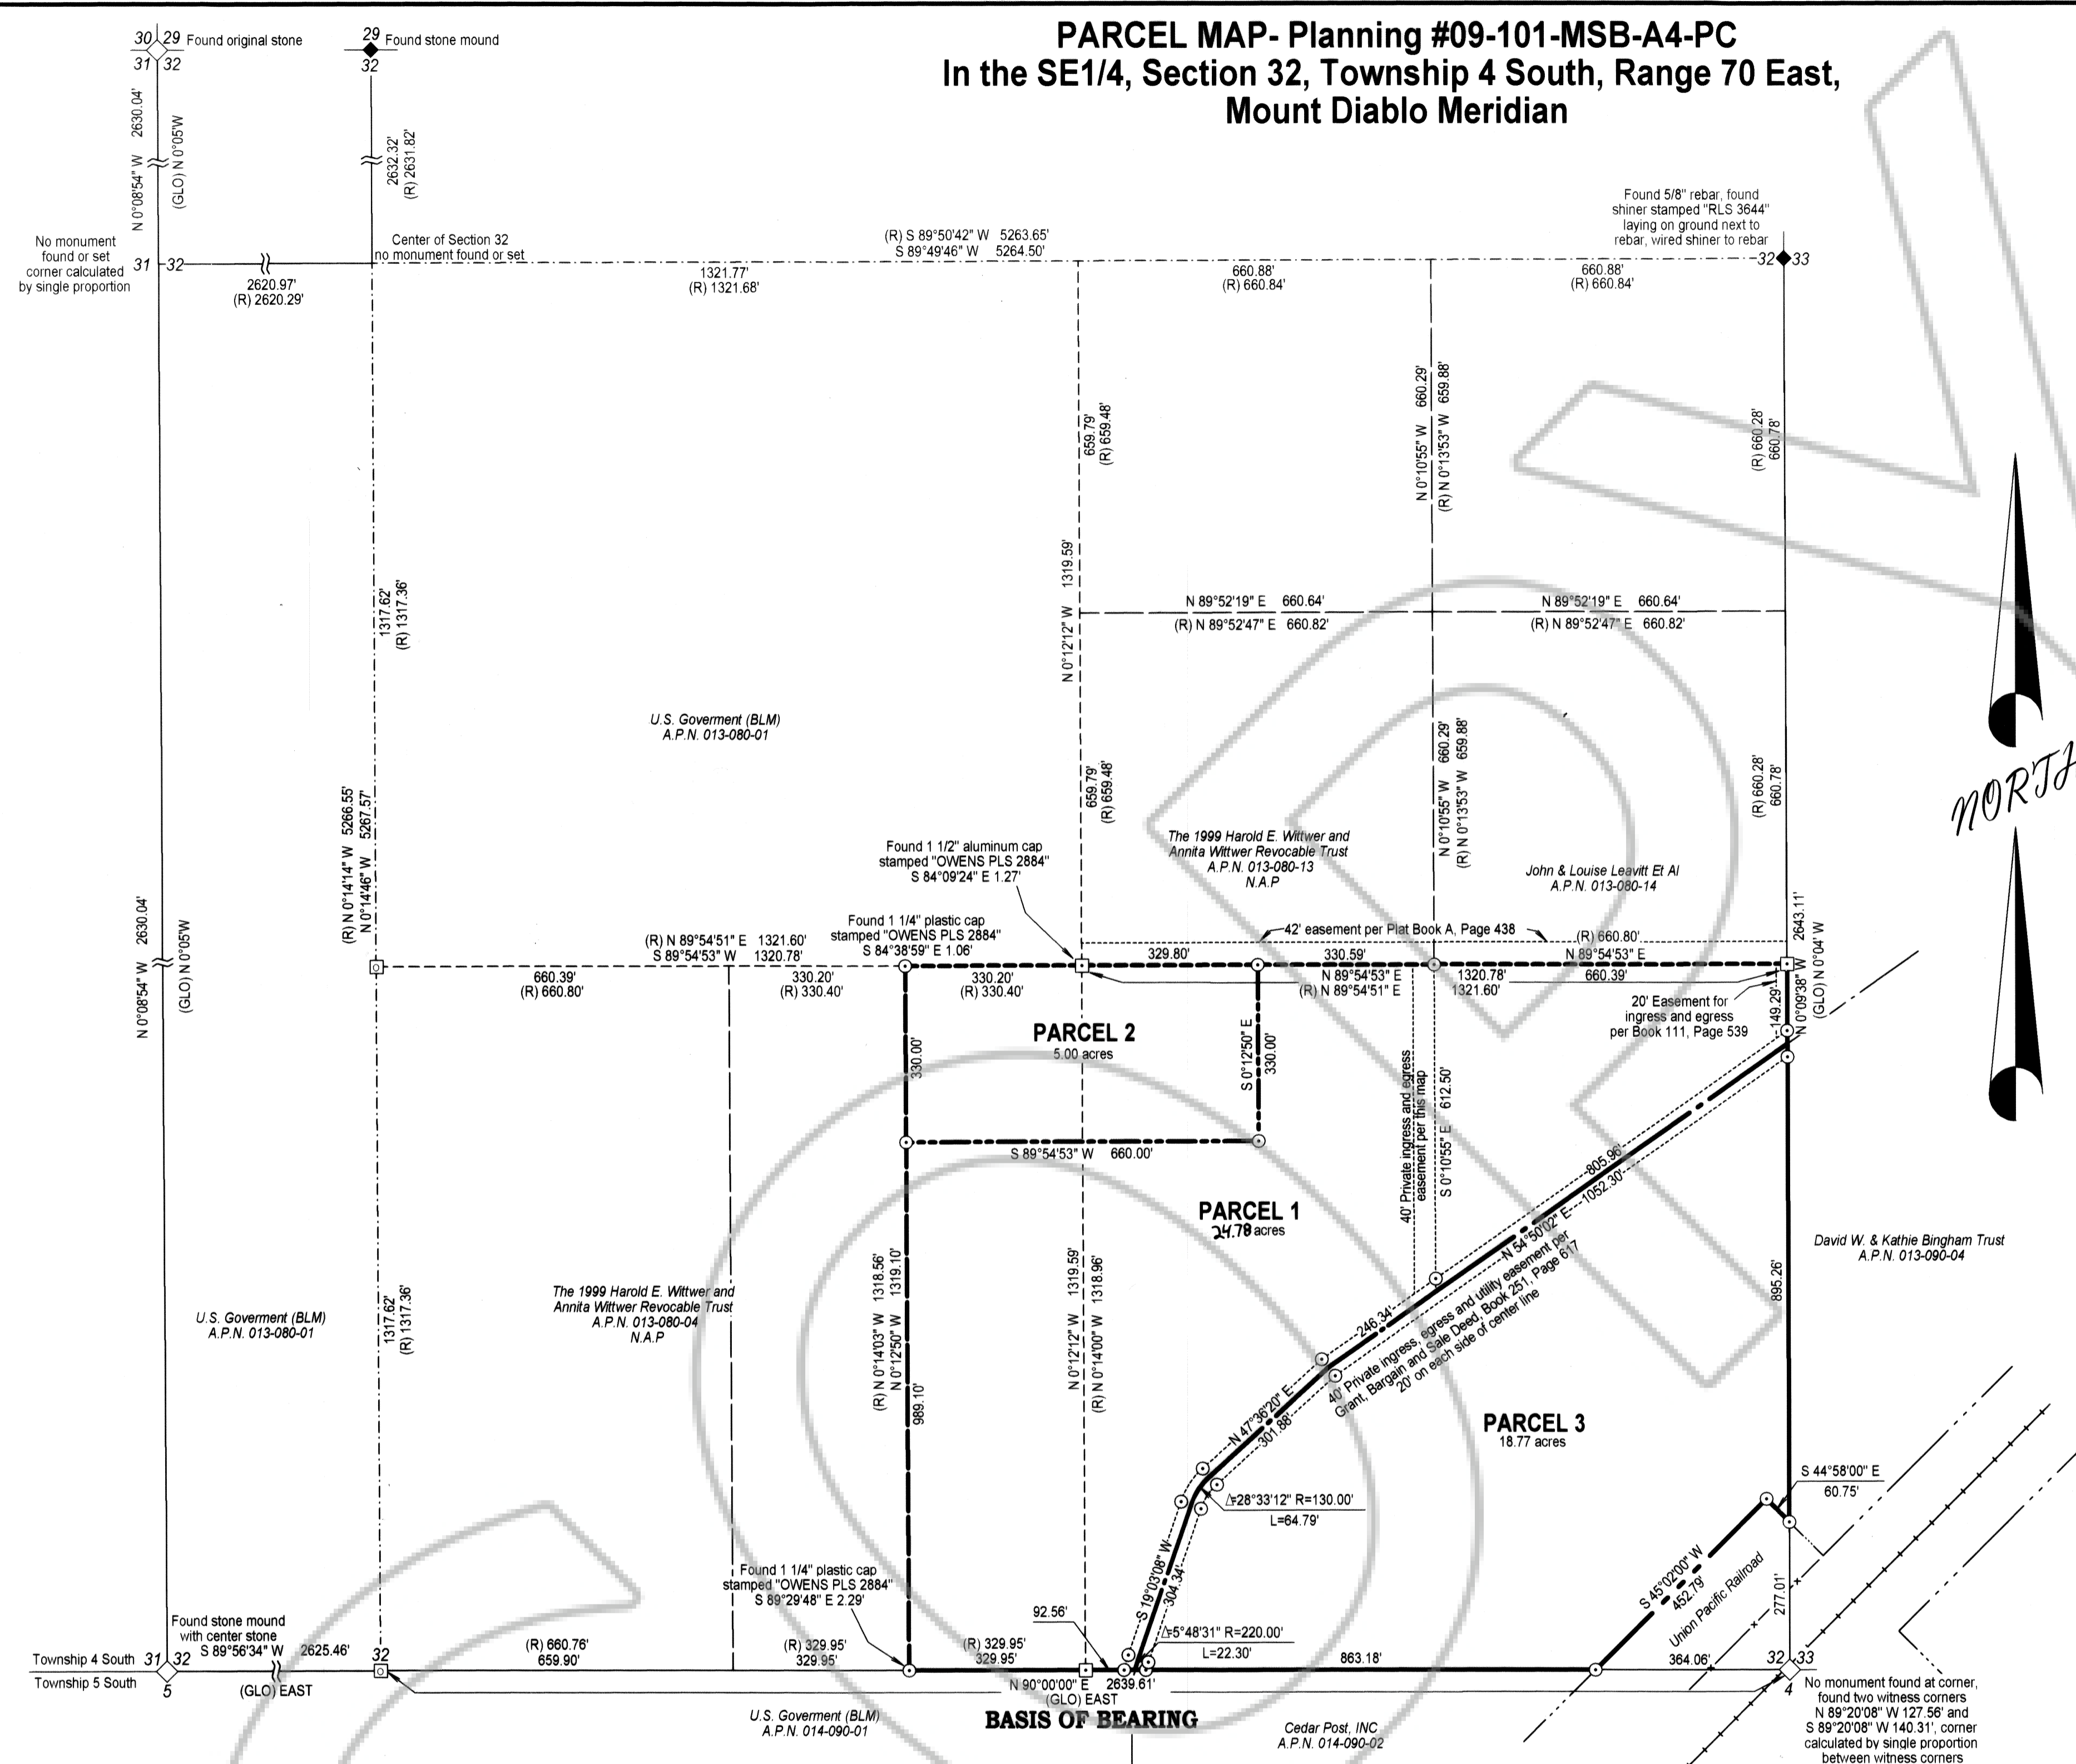 PARCEL MAP- Planning #09-101-MSB-A4-PC
In the SE1/4, Section 32, Township 4 South, Range 70 East,
Mount Diablo Meridian
30 29 Found original stone
31 32
29 Found stone mound
32
N 0°08'54" W 2630.04'
(GLO) N 0°05'W
2632.32'
(R) 2631.82'
No monument
found or set
corner calculated
by single proportion
31 32
Center of Section 32
no monument found or set
2620.97'
(R) 2620.29'
(R) S 89°50'42" W 5263.65'
S 89°49'46" W 5264.50'
1321.77'
(R) 1321.68'
660.88'
(R) 660.84'
660.88'
(R) 660.84'
Found 5/8" rebar, found
shiner stamped "RLS 3644"
laying on ground next to
rebar, wired shiner to rebar
32 33
659.79'
(R) 659.48'
N 0°10'55" W 660.29'
(R) N 0°13'53" W 659.88'
(R) 660.28'
660.78'
1317.62'
(R) 1317.36'
N 0°12'12" W 1319.59'
N 89°52'19" E 660.64'
(R) N 89°52'47" E 660.82'
N 89°52'19" E 660.64'
(R) N 89°52'47" E 660.82'
U.S. Goverment (BLM)
A.P.N. 013-080-01
659.79'
(R) 659.48'
N 0°10'55" W 660.29'
(R) N 0°13'53" W 659.88'
(R) 660.28'
660.78'
NORTH
(R) N 0°14'14" W 5266.55'
N 0°14'46" W 5267.57'
Found 1 1/2" aluminum cap
stamped "OWENS PLS 2884"
S 84°09'24" E 1.27'
The 1999 Harold E. Wittwer and
Annita Wittwer Revocable Trust
A.P.N. 013-080-13
N.A.P
John & Louise Leavitt Et Al
A.P.N. 013-080-14
N 0°08'54" W 2630.04'
(GLO) N 0°05'W
Found 1 1/4" plastic cap
stamped "OWENS PLS 2884"
S 84°38'59" E 1.06'
(R) N 89°54'51" E 1321.60'
S 89°54'53" W 1320.78'
42' easement per Plat Book A, Page 438
(R) 660.80'
329.80'
330.59'
N 89°54'53" E
660.39'
(R) 660.80'
330.20'
(R) 330.40'
330.20'
(R) 330.40'
N 89°54'53" E 1320.78'
(R) N 89°54'51" E 1321.60'
660.39'
2643.11'
N 0°09'38" W
(GLO) N 0°04' W
149.29'
20' Easement for
ingress and egress
per Book 111, Page 539
PARCEL 2
5.00 acres
330.00'
S 0°12'50" E
330.00'
40' Private ingress and egress
easement per this map
S 0°10'55" E 612.50'
S 89°54'53" W 660.00'
PARCEL 1
24.78 acres
805.96'
1052.30'
N 54°50'02" E
40' Private ingress, egress and utility easement per
Grant, Bargain and Sale Deed, Book 251, Page 617
20' on each side of center line
246.34'
David W. & Kathie Bingham Trust
A.P.N. 013-090-04
895.26'
(R) N 0°14'03" W 1318.56'
N 0°12'50" W 1319.10'
989.10'
N 0°12'12" W 1319.59'
(R) N 0°14'00" W 1318.96'
The 1999 Harold E. Wittwer and
Annita Wittwer Revocable Trust
A.P.N. 013-080-04
N.A.P
U.S. Goverment (BLM)
A.P.N. 013-080-01
1317.62'
(R) 1317.36'
N 47°36'20" E
301.88'
PARCEL 3
18.77 acres
Δ=28°33'12" R=130.00'
L=64.79'
S 44°58'00" E
60.75'
S 19°03'08" W
304.34'
S 45°02'00" W
452.79'
Union Pacific Railroad
277.01'
Found 1 1/4" plastic cap
stamped "OWENS PLS 2884"
S 89°29'48" E 2.29'
92.56'
Δ=5°48'31" R=220.00'
L=22.30'
Found stone mound
with center stone
S 89°56'34" W 2625.46'
Township 4 South 31 32
Township 5 South 5
(GLO) EAST
32
(R) 660.76'
659.90'
(R) 329.95'
329.95'
(R) 329.95'
329.95'
863.18'
364.06'
32 33
4
N 90°00'00" E 2639.61'
(GLO) EAST
BASIS OF BEARING
U.S. Goverment (BLM)
A.P.N. 014-090-01
Cedar Post, INC
A.P.N. 014-090-02
No monument found at corner,
found two witness corners
N 89°20'08" W 127.56' and
S 89°20'08" W 140.31', corner
calculated by single proportion
between witness corners